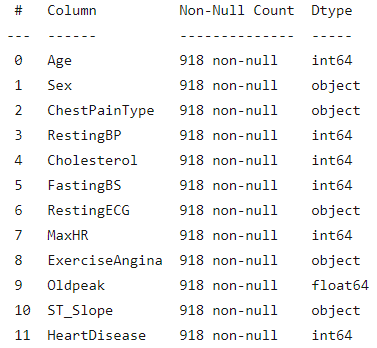 #   Column          Non-Null Count  Dtype
---  ------          --------------  -----
 0   Age             918 non-null    int64
 1   Sex             918 non-null    object
 2   ChestPainType   918 non-null    object
 3   RestingBP       918 non-null    int64
 4   Cholesterol     918 non-null    int64
 5   FastingBS       918 non-null    int64
 6   RestingECG      918 non-null    object
 7   MaxHR           918 non-null    int64
 8   ExerciseAngina  918 non-null    object
 9   Oldpeak         918 non-null    float64
 10  ST_Slope        918 non-null    object
 11  HeartDisease    918 non-null    int64